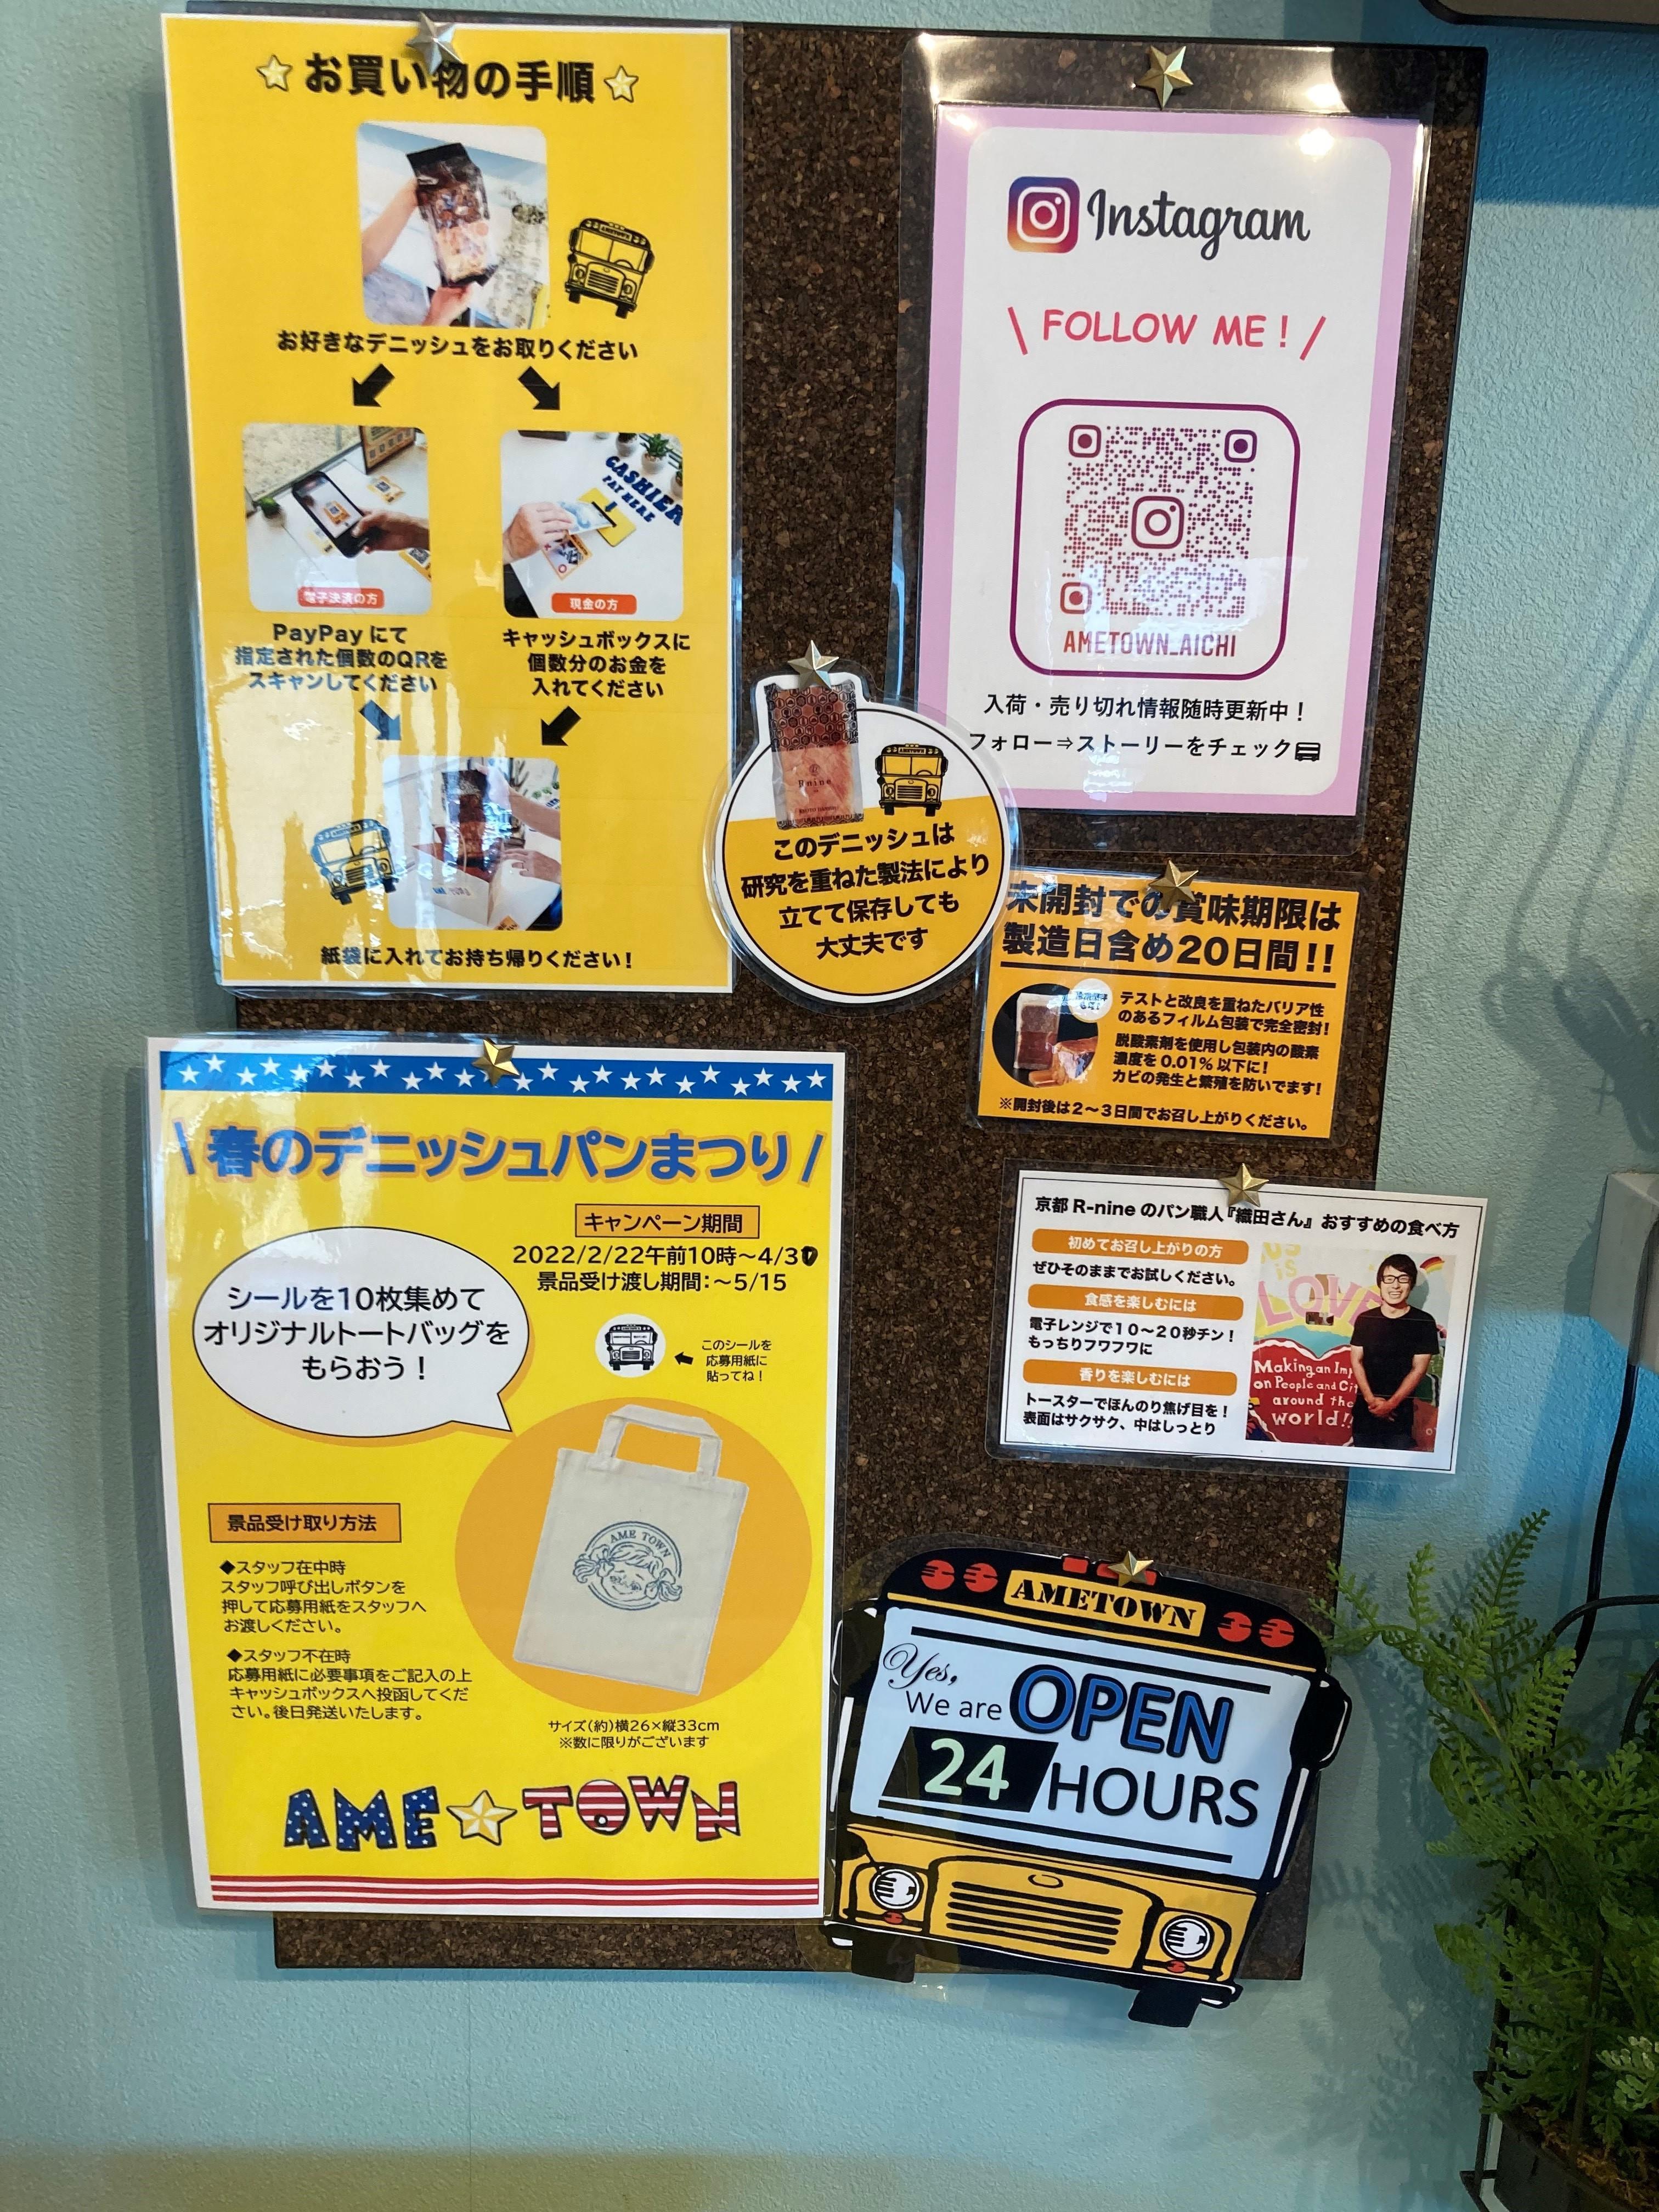 お買い物の手順
お好きなデニッシュをお取りください
CASHIER
PAY HERE
電子決済の方
現金の方
PayPay にて
指定された個数のQRを
スキャンしてください
キャッシュボックスに
個数分のお金を
入れてください
紙袋に入れてお持ち帰りください!
Instagram
\ FOLLOW ME! /
AMETOWN_AICHI
入荷・売り切れ情報随時更新中!
フォロー⇒ストーリーをチェック
Rnine
このデニッシュは
研究を重ねた製法により
立てて保存しても
大丈夫です
未開封での賞味期限は
製造日含め20日間!!
テストと改良を重ねたバリア性
のあるフィルム包装で完全密封!
脱酸素剤を使用し包装内の酸素
濃度を 0.01% 以下に!
カビの発生と繁殖を防いでます!
※開封後は2～3日間でお召し上がりください。
\ 春のデニッシュパンまつり /
キャンペーン期間
2022/2/22午前10時～4/30
景品受け渡し期間:～5/15
シールを10枚集めて
オリジナルトートバッグを
もらおう!
このシールを
応募用紙に
貼ってね!
AME TOWN
景品受け取り方法
◆スタッフ在中時
スタッフ呼び出しボタンを
押して応募用紙をスタッフへ
お渡しください。
◆スタッフ不在時
応募用紙に必要事項をご記入の上
キャッシュボックスへ投函してくだ
さい。後日発送いたします。
サイズ(約)横26×縦33cm
※数に限りがございます
AME TOWN
京都 R-nine のパン職人『織田さん』おすすめの食べ方
初めてお召し上がりの方
ぜひそのままでお試しください。
食感を楽しむには
電子レンジで10～20秒チン!
もっちりフワフワに
香りを楽しむには
トースターでほんのり焦げ目を!
表面はサクサク、中はしっとり
LOVE
Making an Imp
on People and Cit
around the
world!!
AMETOWN
Yes,
We are OPEN
24 HOURS